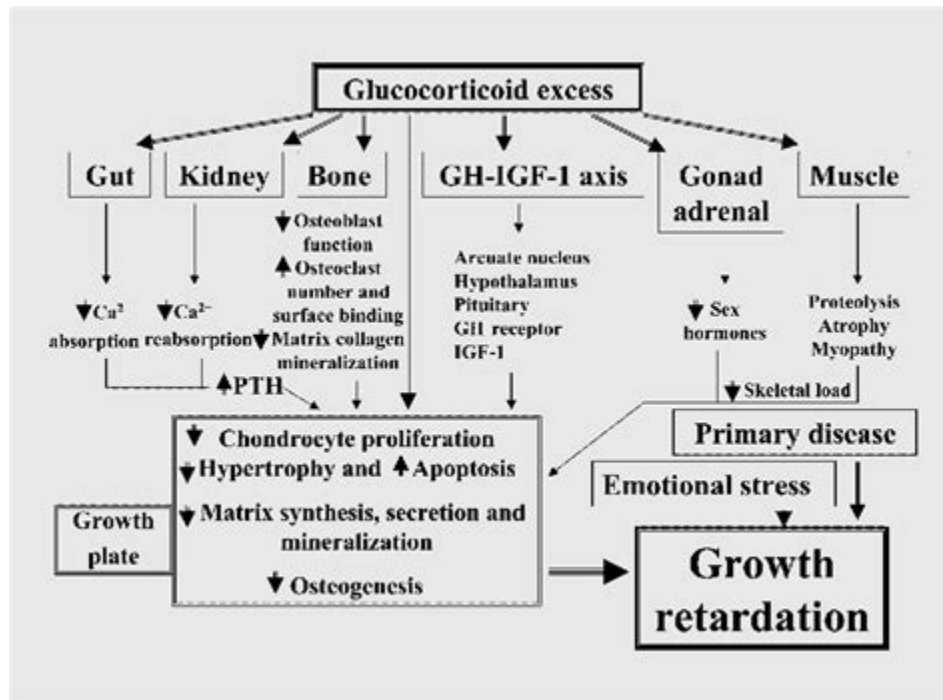 Glucocorticoid excess
Gut
Kidney
Bone
GH-IGF-1 axis
Gonad
adrenal
Muscle
Osteoblast
function
Osteoclast
number and
surface binding
Matrix collagen
mineralization
Ca²
absorption
Ca²⁻
reabsorption
PTH
Arcuate nucleus
Hypothalamus
Pituitary
GH receptor
IGF-1
Sex
hormones
Proteolysis
Atrophy
Myopathy
Skeletal load
Primary disease
Emotional stress
Growth
plate
Chondrocyte proliferation
Hypertrophy and Apoptosis
Matrix synthesis, secretion and
mineralization
Osteogenesis
Growth
retardation